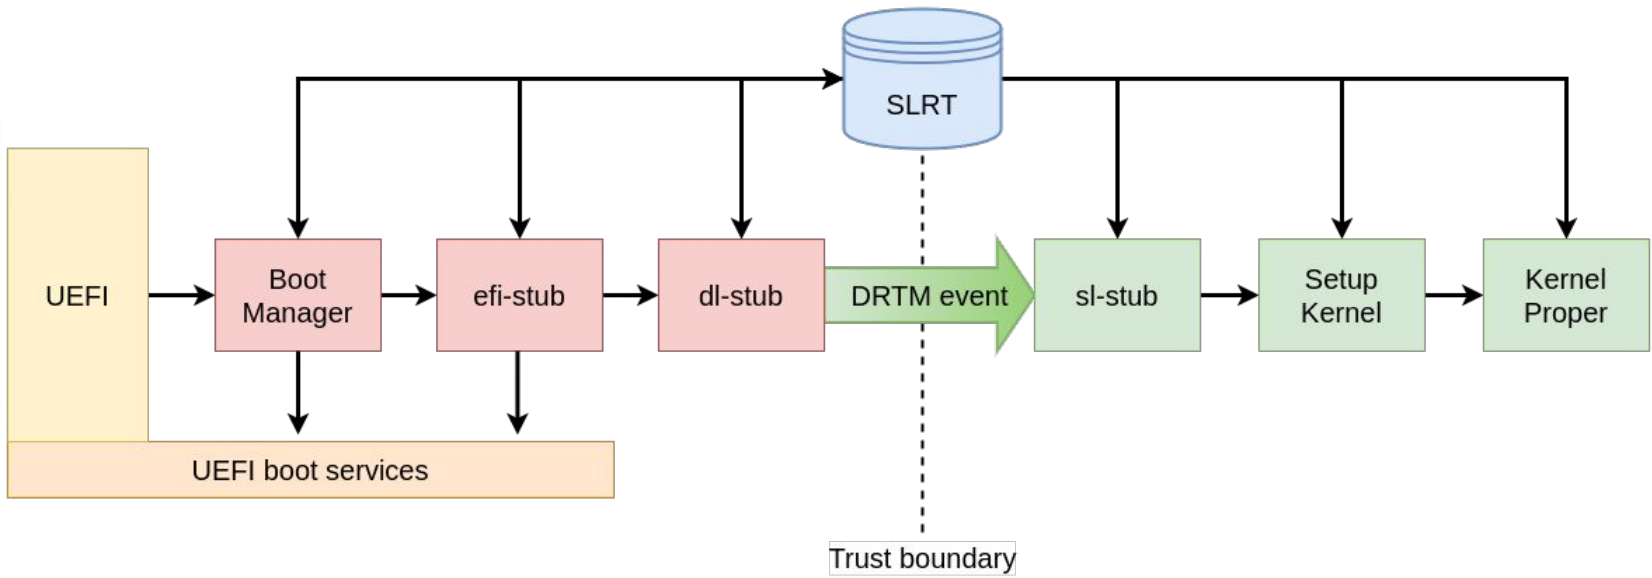 SLRT
UEFI
Boot
Manager
efi-stub
dl-stub
DRTM event
sl-stub
Setup
Kernel
Kernel
Proper
UEFI boot services
Trust boundary